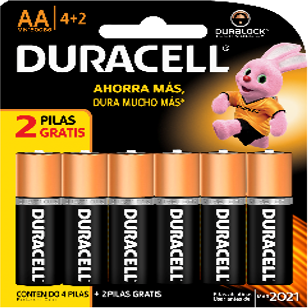 AA 4+2
DURABLOCK
DURACELL
AHORRA MÁS,
DURA MUCHO MÁS*
2 PILAS
GRATIS
DURACELL
DURACELL
DURACELL
DURACELL
DURACELL
DURACELL
CONTENIDO 4 PILAS + 2 PILAS GRATIS
2021